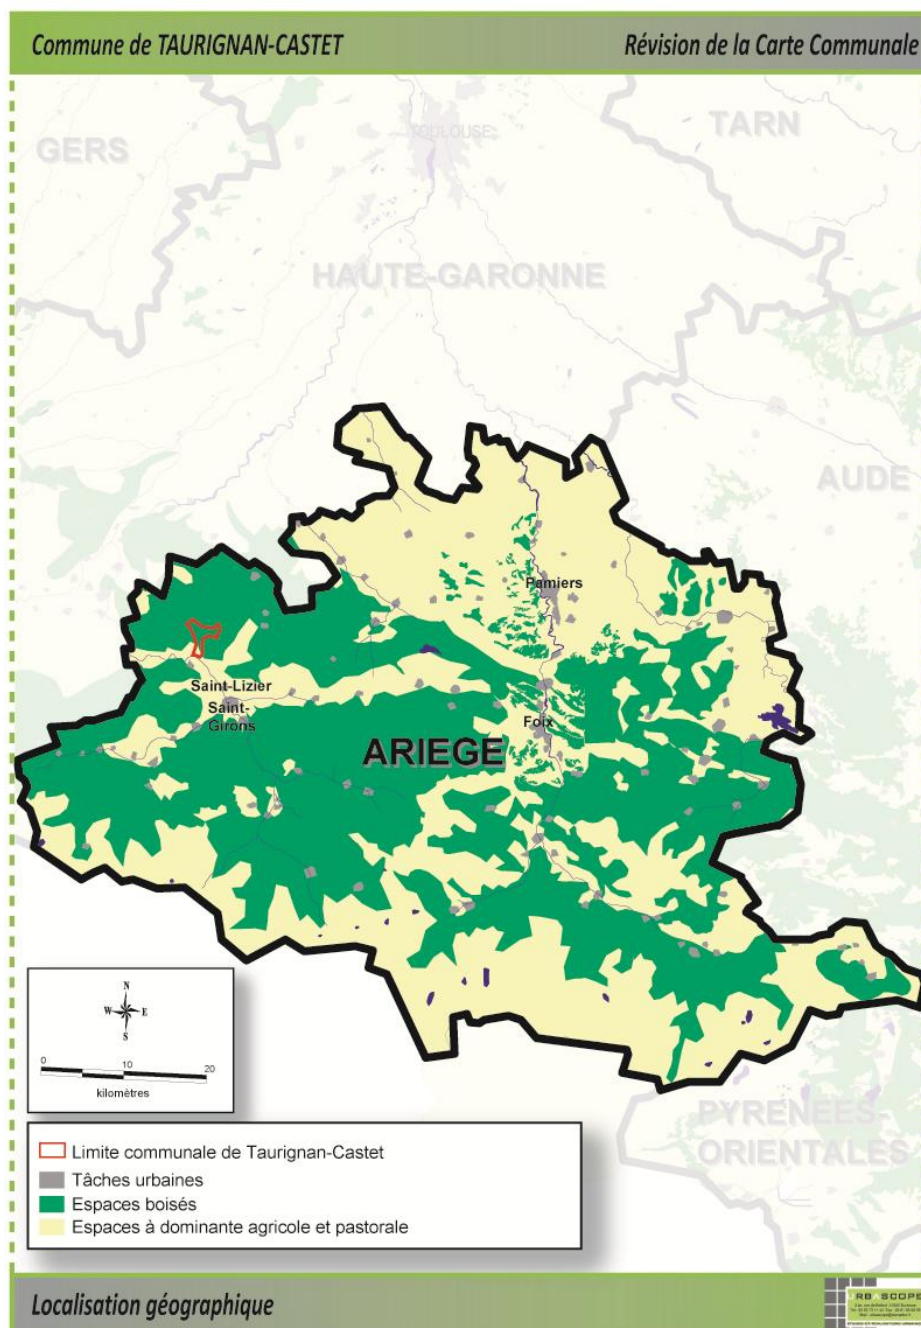 Commune de TAURIGNAN-CASTET
Révision de la Carte Communale
GERS
TOULOUSE
TARN
HAUTE-GARONNE
AUDE
Pamiers
Saint-Lizier
Saint-
Girons
Foix
ARIEGE
N
W E
S
0 10 20
kilomètres
PYRENEES
ORIENTALES
Limite communale de Taurignan-Castet
Tâches urbaines
Espaces boisés
Espaces à dominante agricole et pastorale
Localisation géographique